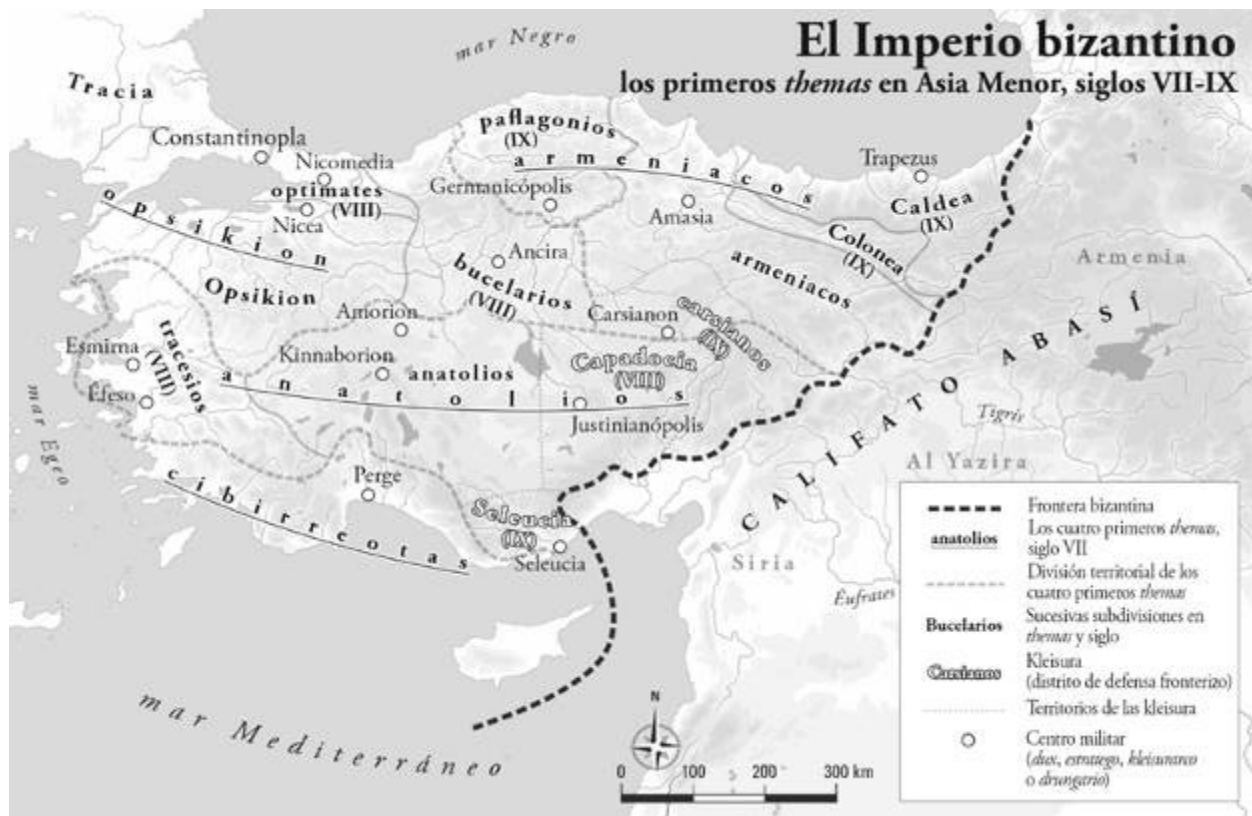 El Imperio bizantino
los primeros themas en Asia Menor, siglos VII-IX
mar Negro
Tracia
Constantinopla
Nicomedia
optimates
(VIII)
Nicea
opsikion
Opsikion
paflagonios
(IX)
armeniacos
Germanicópolis
Amasia
Trapezus
Caldea
(IX)
Colonea
(IX)
armeniacos
Armenia
Ancira
bucelarios
(VIII)
Amorion
Carsianon
carsianos
(IX)
Capadocia
(VIII)
Kinnaborion
anatolios
anatolios
Justinianópolis
Esmirna
tracesios
(VIII)
Éfeso
mar Egeo
CALIFATO ABASÍ
Tigris
Al Yazira
Perge
cibirreotas
Seleucia
(IX)
Seleucia
Siria
Éufrates
mar Mediterráneo
N
0 100 200 300 km
Frontera bizantina
anatolios
Los cuatro primeros themas,
siglo VII
División territorial de los
cuatro primeros themas
Bucelarios
Sucesivas subdivisiones en
themas y siglo
Carsianos
Kleisura
(distrito de defensa fronterizo)
Territorios de las kleisura
Centro militar
(dux, estratego, kleisurarca
o drungario)